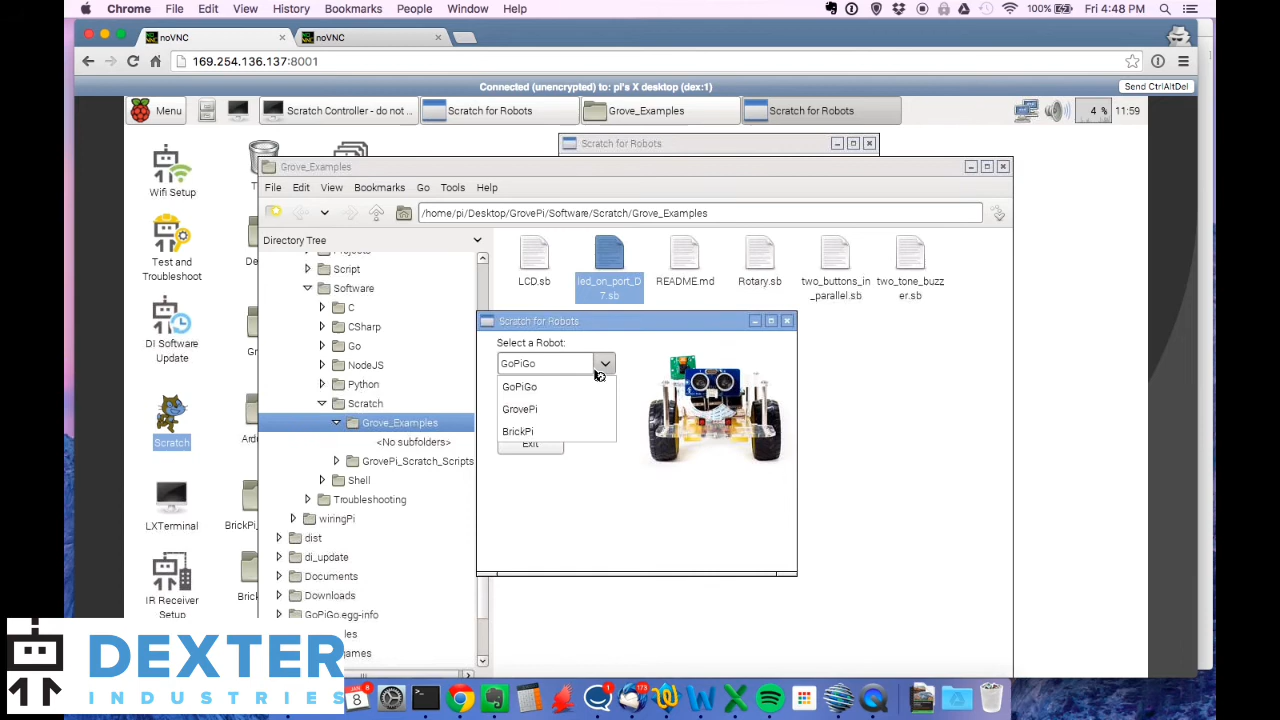 Chrome File Edit View History Bookmarks People Window Help 100% Fri 4:48 PM
noVNC noVNC
169.254.136.137:8001
Connected (unencrypted) to: pi's X desktop (dex:1)
Send CtrlAltDel
Menu Scratch Controller - do not .. Scratch for Robots Grove_Examples Scratch for Robots 4 % 11:59
Scratch for Robots
Grove_Examples
File Edit View Bookmarks Go Tools Help
/home/pi/Desktop/GrovePi/Software/Scratch/Grove_Examples
Directory Tree
Script
Software
C
CSharp
Go
NodeJS
Python
Scratch
Grove_Examples
<No subfolders>
GrovePi_Scratch_Scripts
Shell
Troubleshooting
wiringPi
dist
di_update
Documents
Downloads
GoPiGo.egg-info
games
LCD.sb
led_on_port_D
7.sb
README.md
Rotary.sb
two_buttons_in
_parallel.sb
two_tone_buzz
er.sb
Scratch for Robots
Select a Robot:
GoPiGo
GoPiGo
GrovePi
BrickPi
Exit
Wifi Setup
Test and
Troubleshoot
DI Software
Update
Scratch
LXTerminal
IR Receiver
Setup
DEXTER
INDUSTRIES
JAN
8
1
173